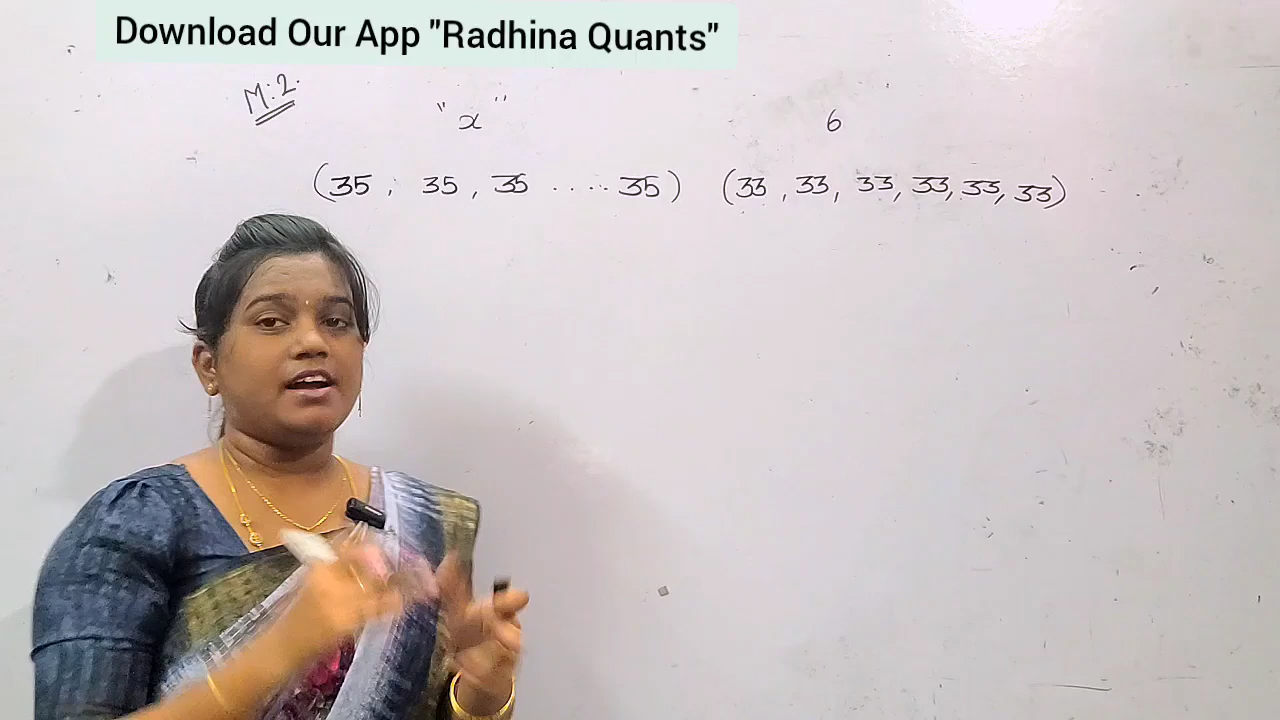 Download Our App "Radhina Quants"
M:2.
"x" 6
(35, 35, 35 ..... 35) (33, 33, 33, 33, 33, 33)